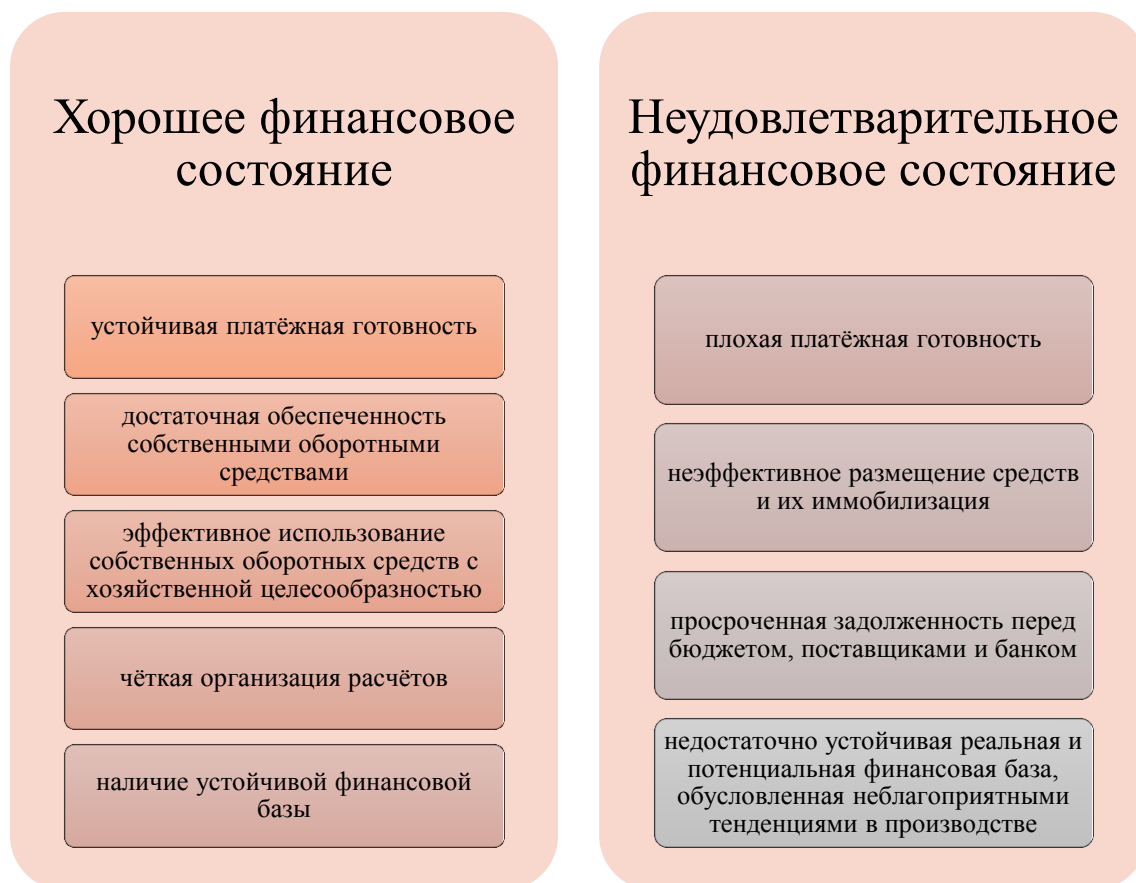 Хорошее финансовое
состояние
устойчивая платёжная готовность
достаточная обеспеченность
собственными оборотными
средствами
эффективное использование
собственных оборотных средств с
хозяйственной целесообразностью
чёткая организация расчётов
наличие устойчивой финансовой
базы
Неудовлетварительное
финансовое состояние
плохая платёжная готовность
неэффективное размещение средств
и их иммобилизация
просроченная задолженность перед
бюджетом, поставщиками и банком
недостаточно устойчивая реальная и
потенциальная финансовая база,
обусловленная неблагоприятными
тенденциями в производстве